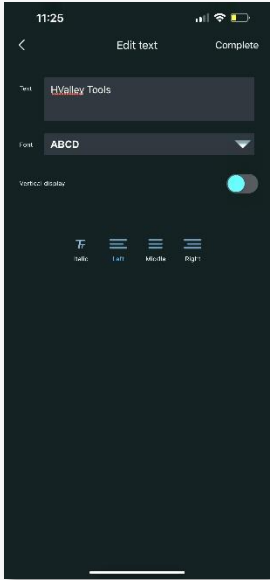 11:25
Edit text
Complete
Text
HValley Tools
Font
ABCD
Vertical display
Italic
Left
Middle
Right